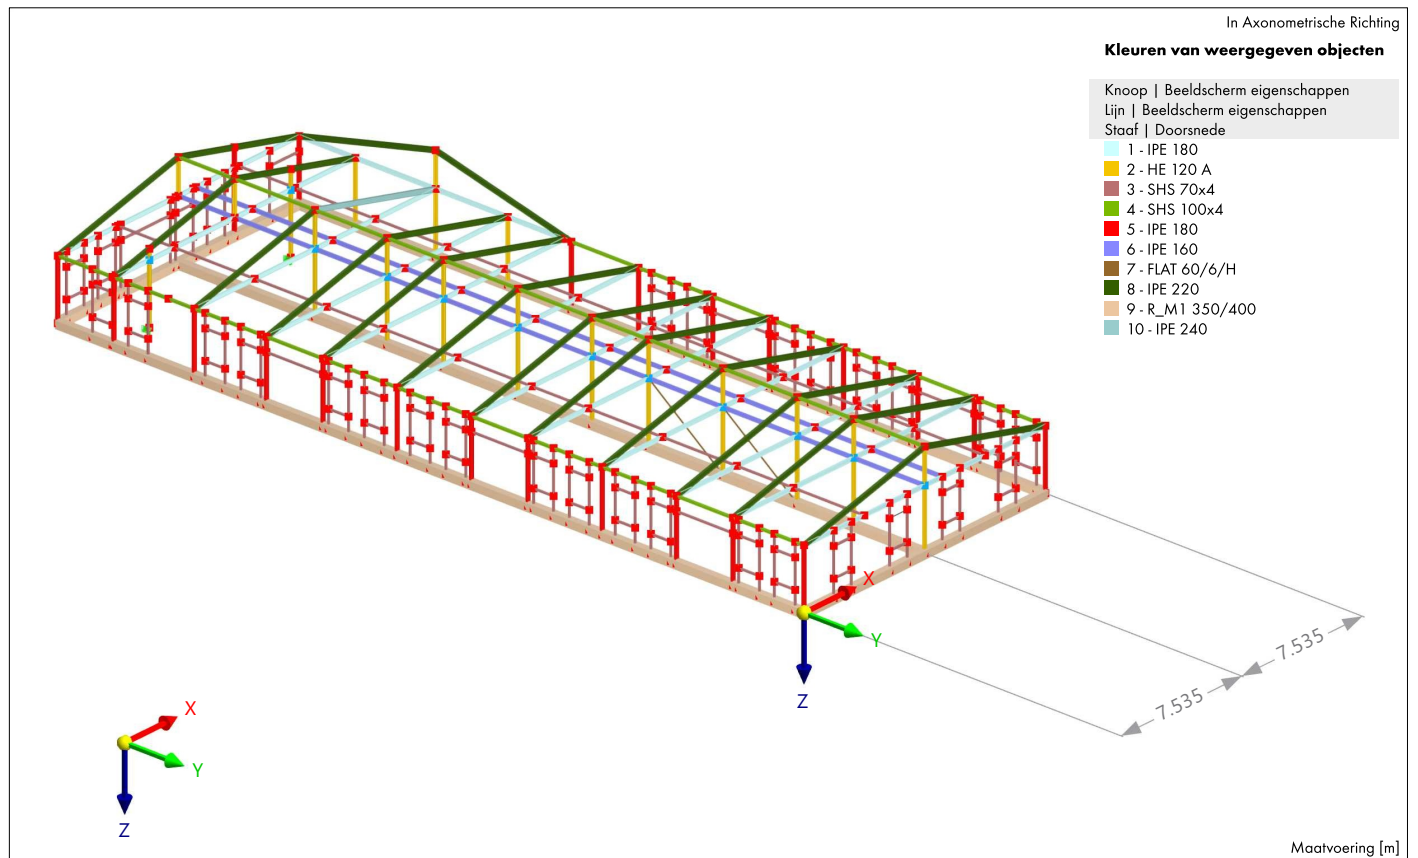 In Axonometrische Richting
Kleuren van weergegeven objecten
Knoop | Beeldscherm eigenschappen
Lijn | Beeldscherm eigenschappen
Staaf | Doorsnede
1 - IPE 180
2 - HE 120 A
3 - SHS 70x4
4 - SHS 100x4
5 - IPE 180
6 - IPE 160
7 - FLAT 60/6/H
8 - IPE 220
9 - R_M1 350/400
10 - IPE 240
X
Y
Z
7.535
7.535
X
Y
Z
Maatvoering [m]